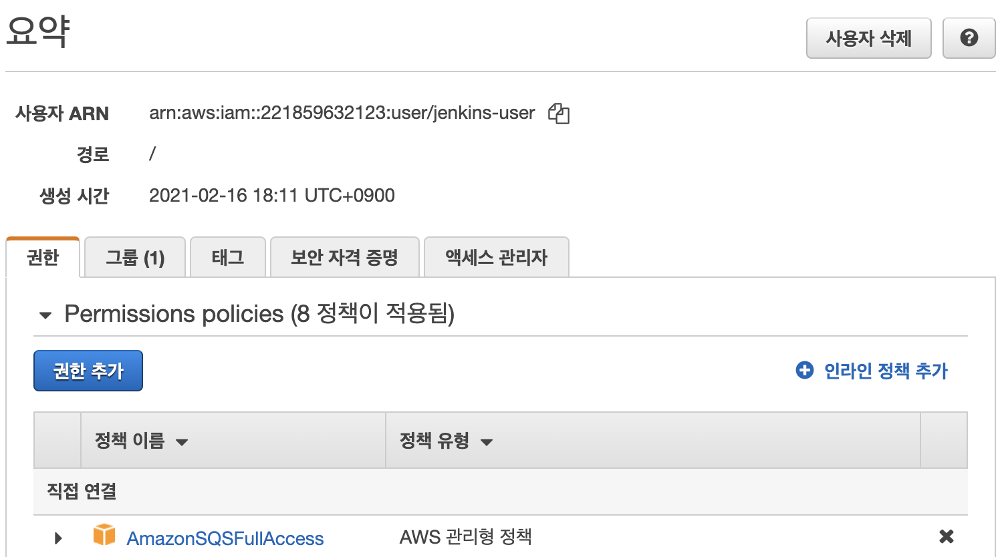 요약
사용자 삭제
사용자 ARN arn:aws:iam::221859632123:user/jenkins-user
경로 /
생성 시간 2021-02-16 18:11 UTC+0900
권한 그룹 (1) 태그 보안 자격 증명 액세스 관리자
Permissions policies (8 정책이 적용됨)
권한 추가 인라인 정책 추가
정책 이름 정책 유형
직접 연결
AmazonSQSFullAccess AWS 관리형 정책